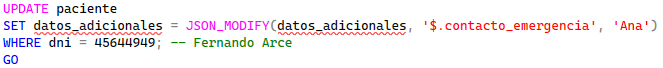 UPDATE paciente
SET datos_adicionales = JSON_MODIFY(datos_adicionales, '$.contacto_emergencia', 'Ana')
WHERE dni = 45644949; -- Fernando Arce
GO